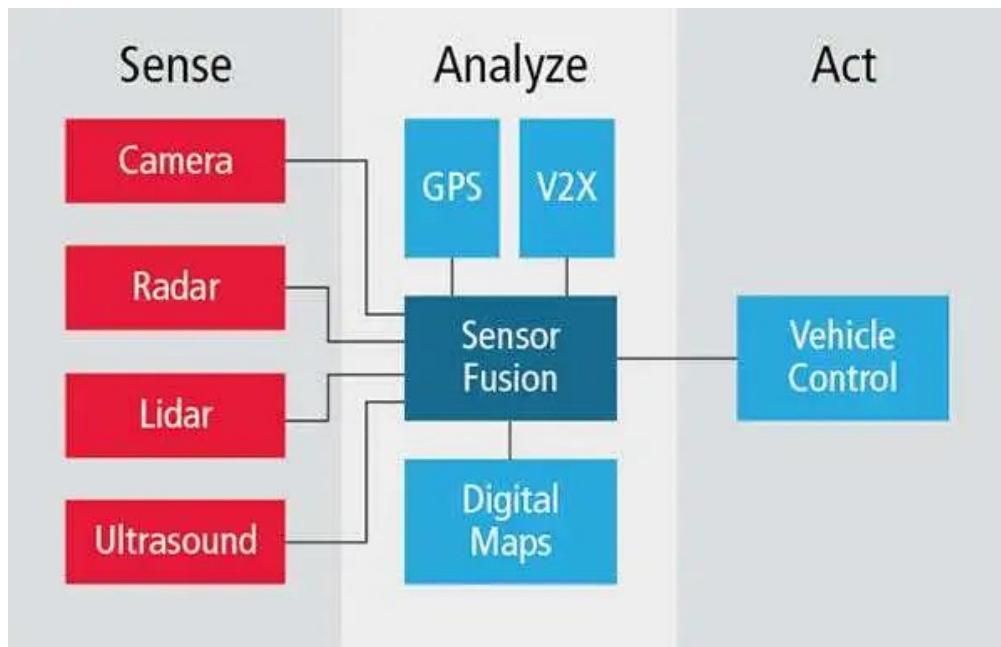 Sense
Analyze
Act
Camera
Radar
Lidar
Ultrasound
GPS
V2X
Sensor
Fusion
Digital
Maps
Vehicle
Control